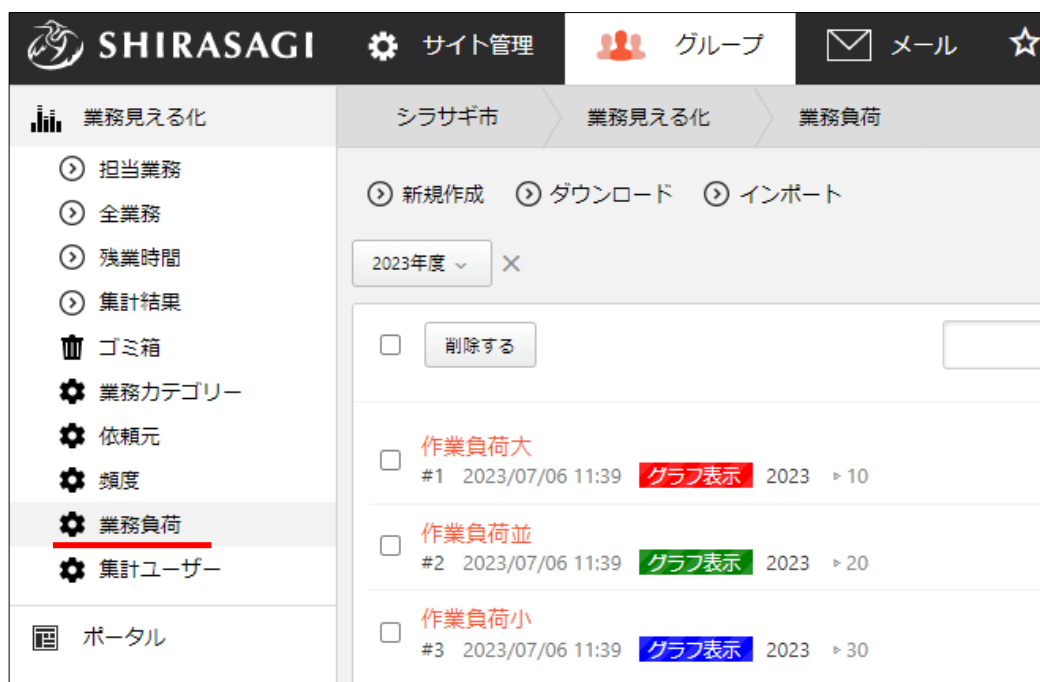 SHIRASAGI サイト管理 グループ メール
業務見える化
シラサギ市 業務見える化 業務負荷
担当業務
全業務
残業時間
集計結果
ゴミ箱
業務カテゴリー
依頼元
頻度
業務負荷
集計ユーザー
ポータル
新規作成 ダウンロード インポート
2023年度
削除する
作業負荷大
#1 2023/07/06 11:39 グラフ表示 2023 10
作業負荷並
#2 2023/07/06 11:39 グラフ表示 2023 20
作業負荷小
#3 2023/07/06 11:39 グラフ表示 2023 30